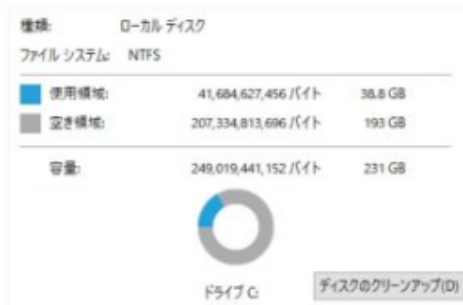 種類: ローカル ディスク
ファイル システム: NTFS
使用領域: 41,684,627,456 バイト 38.8 GB
空き領域: 207,334,813,696 バイト 193 GB
容量: 249,019,441,152 バイト 231 GB
ドライブ C:
ディスクのクリーンアップ(D)